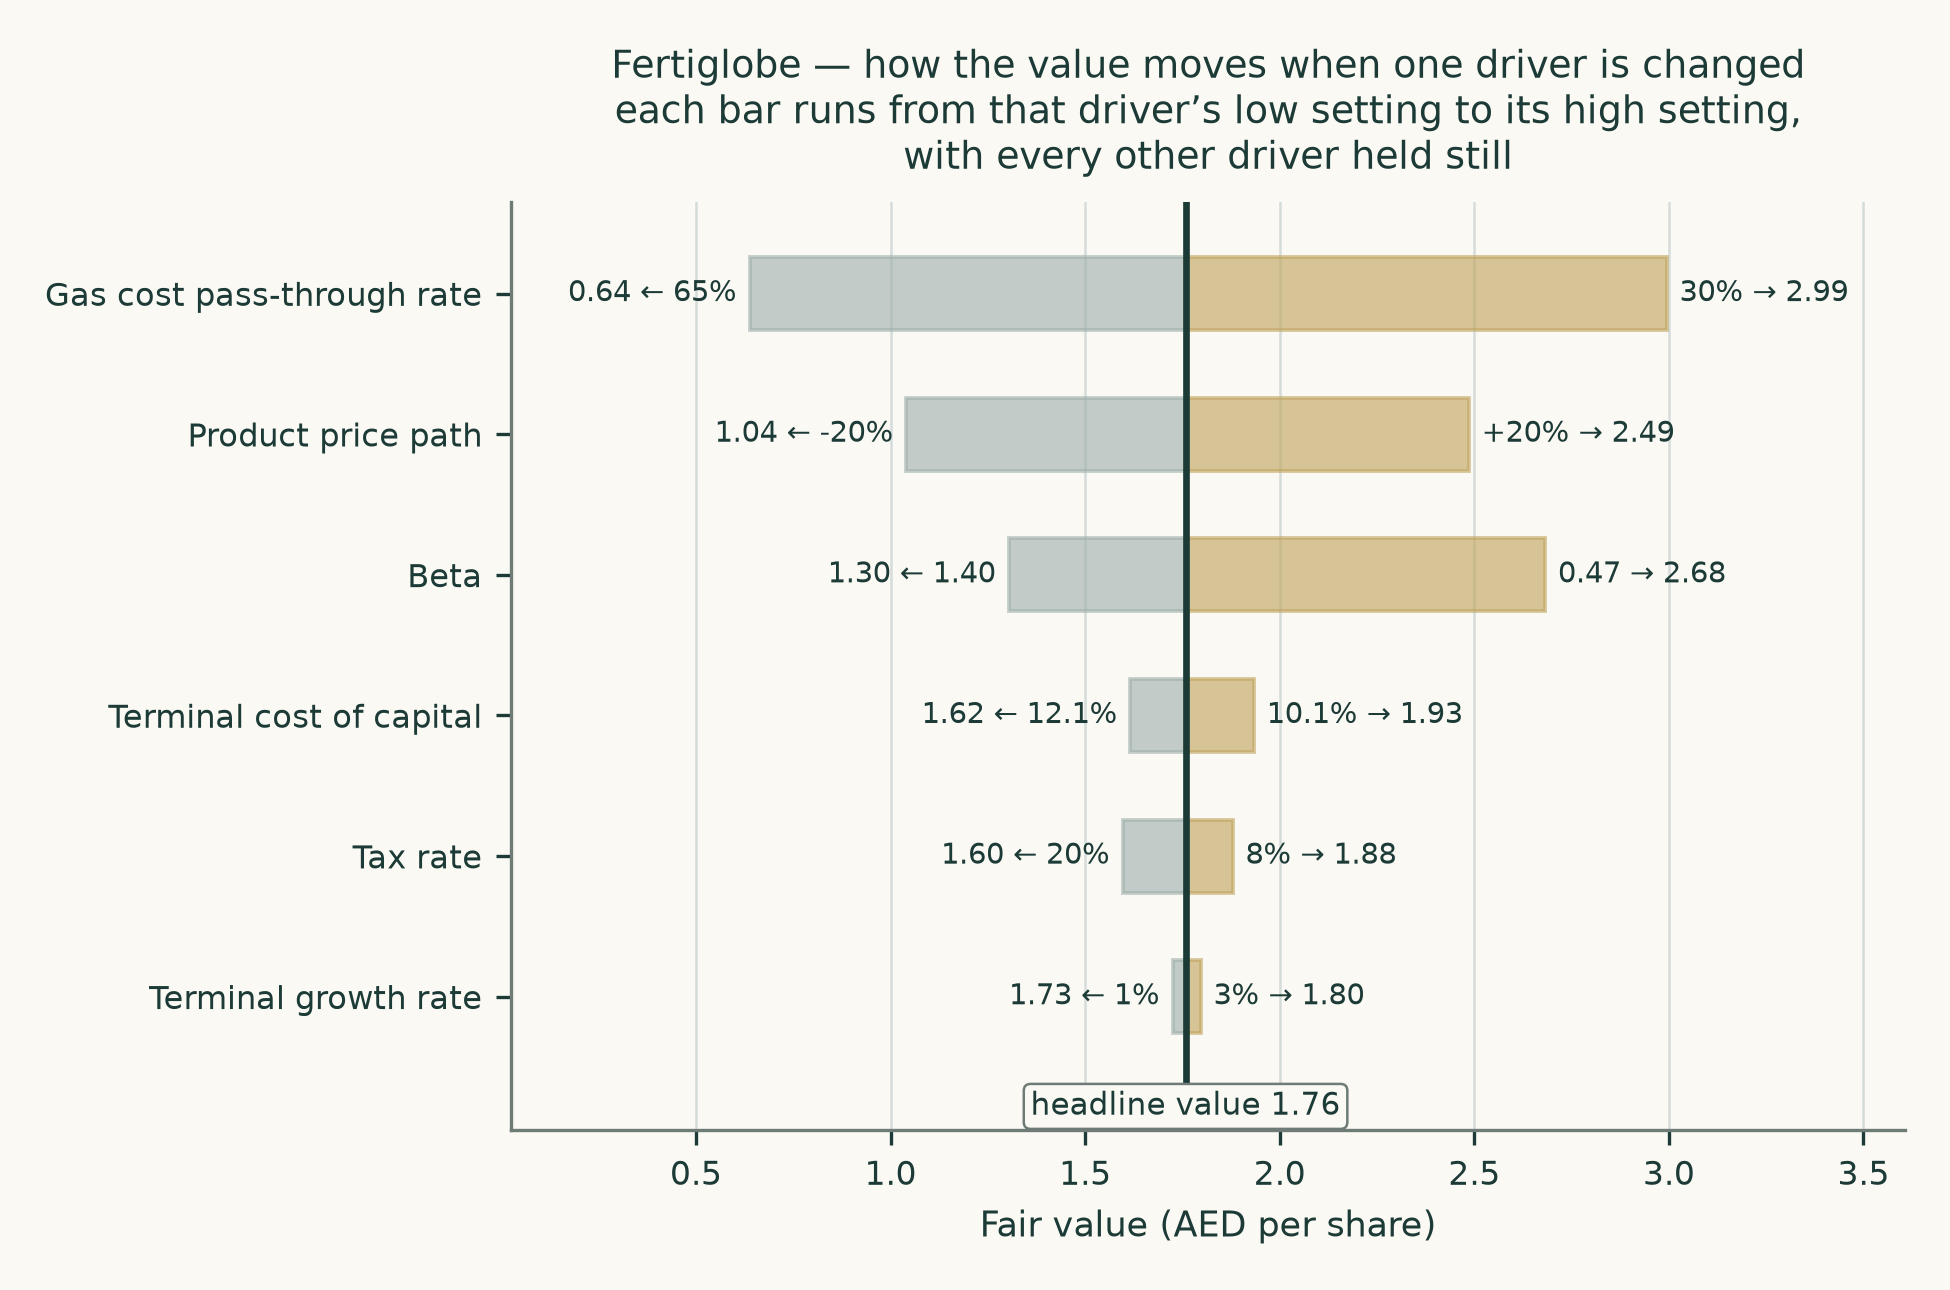 Fertiglobe — how the value moves when one driver is changed
each bar runs from that driver’s low setting to its high setting,
with every other driver held still
Gas cost pass-through rate
0.64 ← 65%
30% → 2.99
Product price path
1.04 ← -20%
+20% → 2.49
Beta
1.30 ← 1.40
0.47 → 2.68
Terminal cost of capital
1.62 ← 12.1%
10.1% → 1.93
Tax rate
1.60 ← 20%
8% → 1.88
Terminal growth rate
1.73 ← 1%
3% → 1.80
headline value 1.76
0.5 1.0 1.5 2.0 2.5 3.0 3.5
Fair value (AED per share)